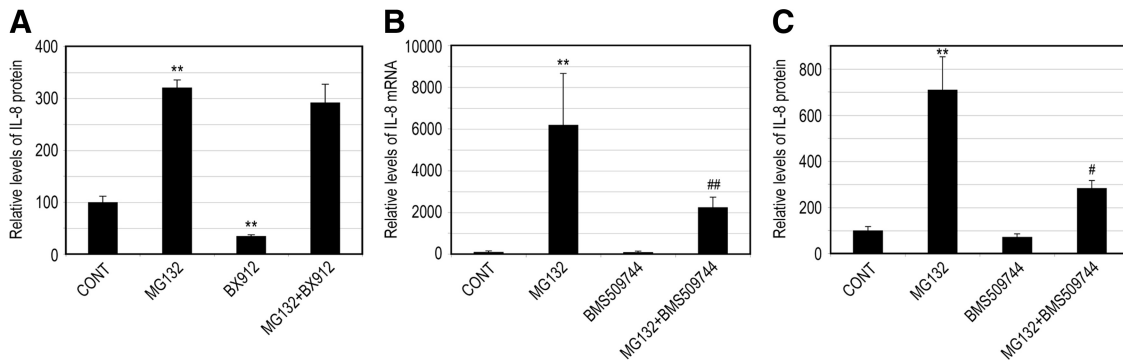 A
Relative levels of IL-8 protein
400
300
200
100
0
**
**
CONT
MG132
BX912
MG132+BX912
B
Relative levels of IL-8 mRNA
10000
8000
6000
4000
2000
0
**
##
CONT
MG132
BMS509744
MG132+BMS509744
C
Relative levels of IL-8 protein
800
600
400
200
0
**
#
CONT
MG132
BMS509744
MG132+BMS509744